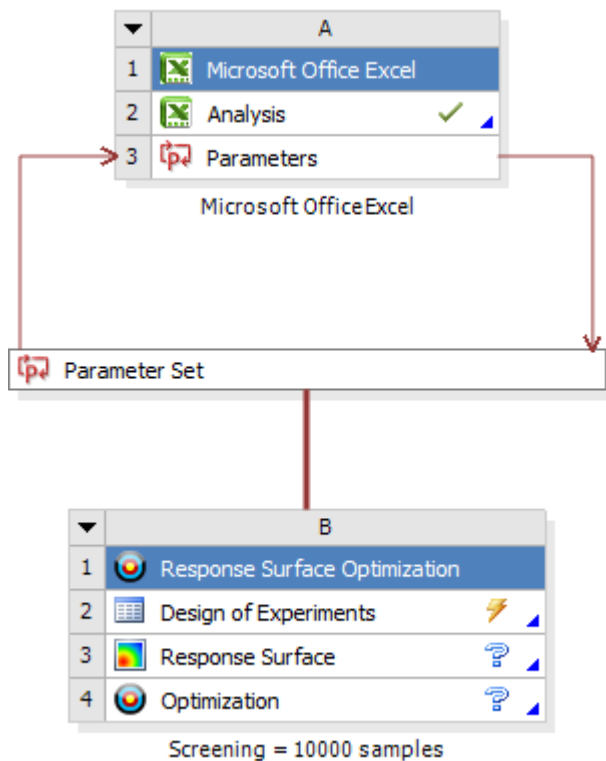 A
1 Microsoft Office Excel
2 Analysis
3 Parameters
Microsoft Office Excel
Parameter Set
B
1 Response Surface Optimization
2 Design of Experiments
3 Response Surface
4 Optimization
Screening = 10000 samples